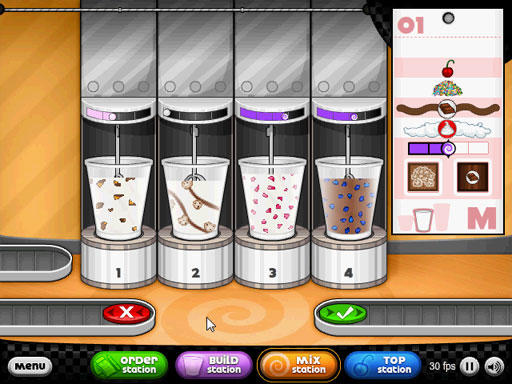 01
M
1
2
3
4
MENU
ORDER
STATION
BUILD
STATION
MIX
STATION
TOP
STATION
30 fps